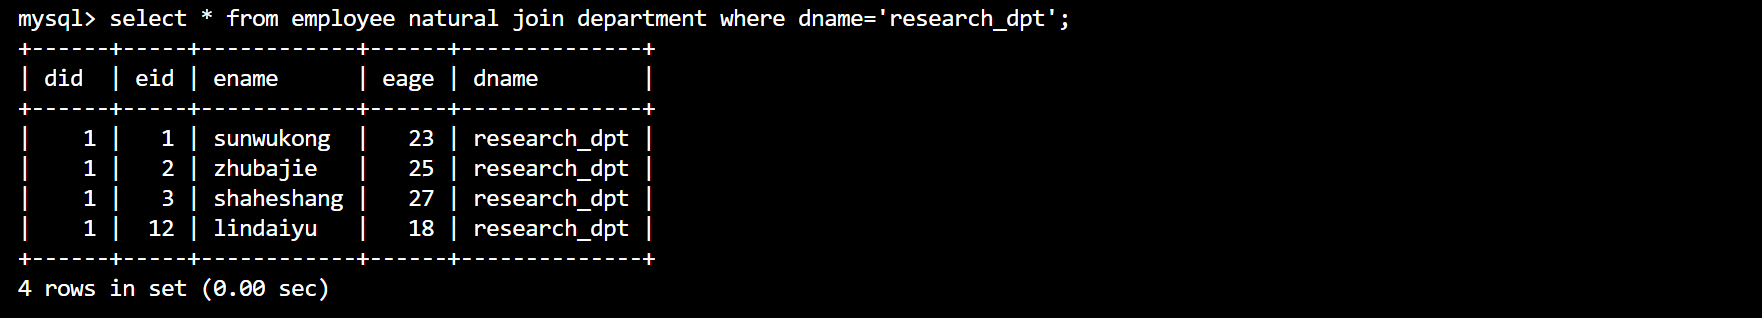 mysql> select * from employee natural join department where dname='research_dpt';
+------+-----+------------+------+--------------+
| did  | eid | ename      | eage | dname        |
+------+-----+------------+------+--------------+
|    1 |   1 | sunwukong  |   23 | research_dpt |
|    1 |   2 | zhubajie   |   25 | research_dpt |
|    1 |   3 | shaheshang |   27 | research_dpt |
|    1 |  12 | lindaiyu   |   18 | research_dpt |
+------+-----+------------+------+--------------+
4 rows in set (0.00 sec)